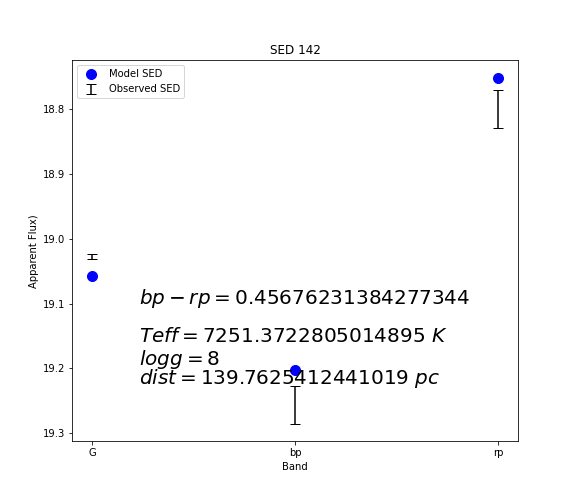 SED 142
Model SED
Observed SED
Apparent Flux)
18.8
18.9
19.0
19.1
19.2
19.3
bp − rp = 0.45676231384277344
Teff = 7251.3722805014895 K
logg = 8
dist = 139.7625412441019 pc
G
bp
rp
Band